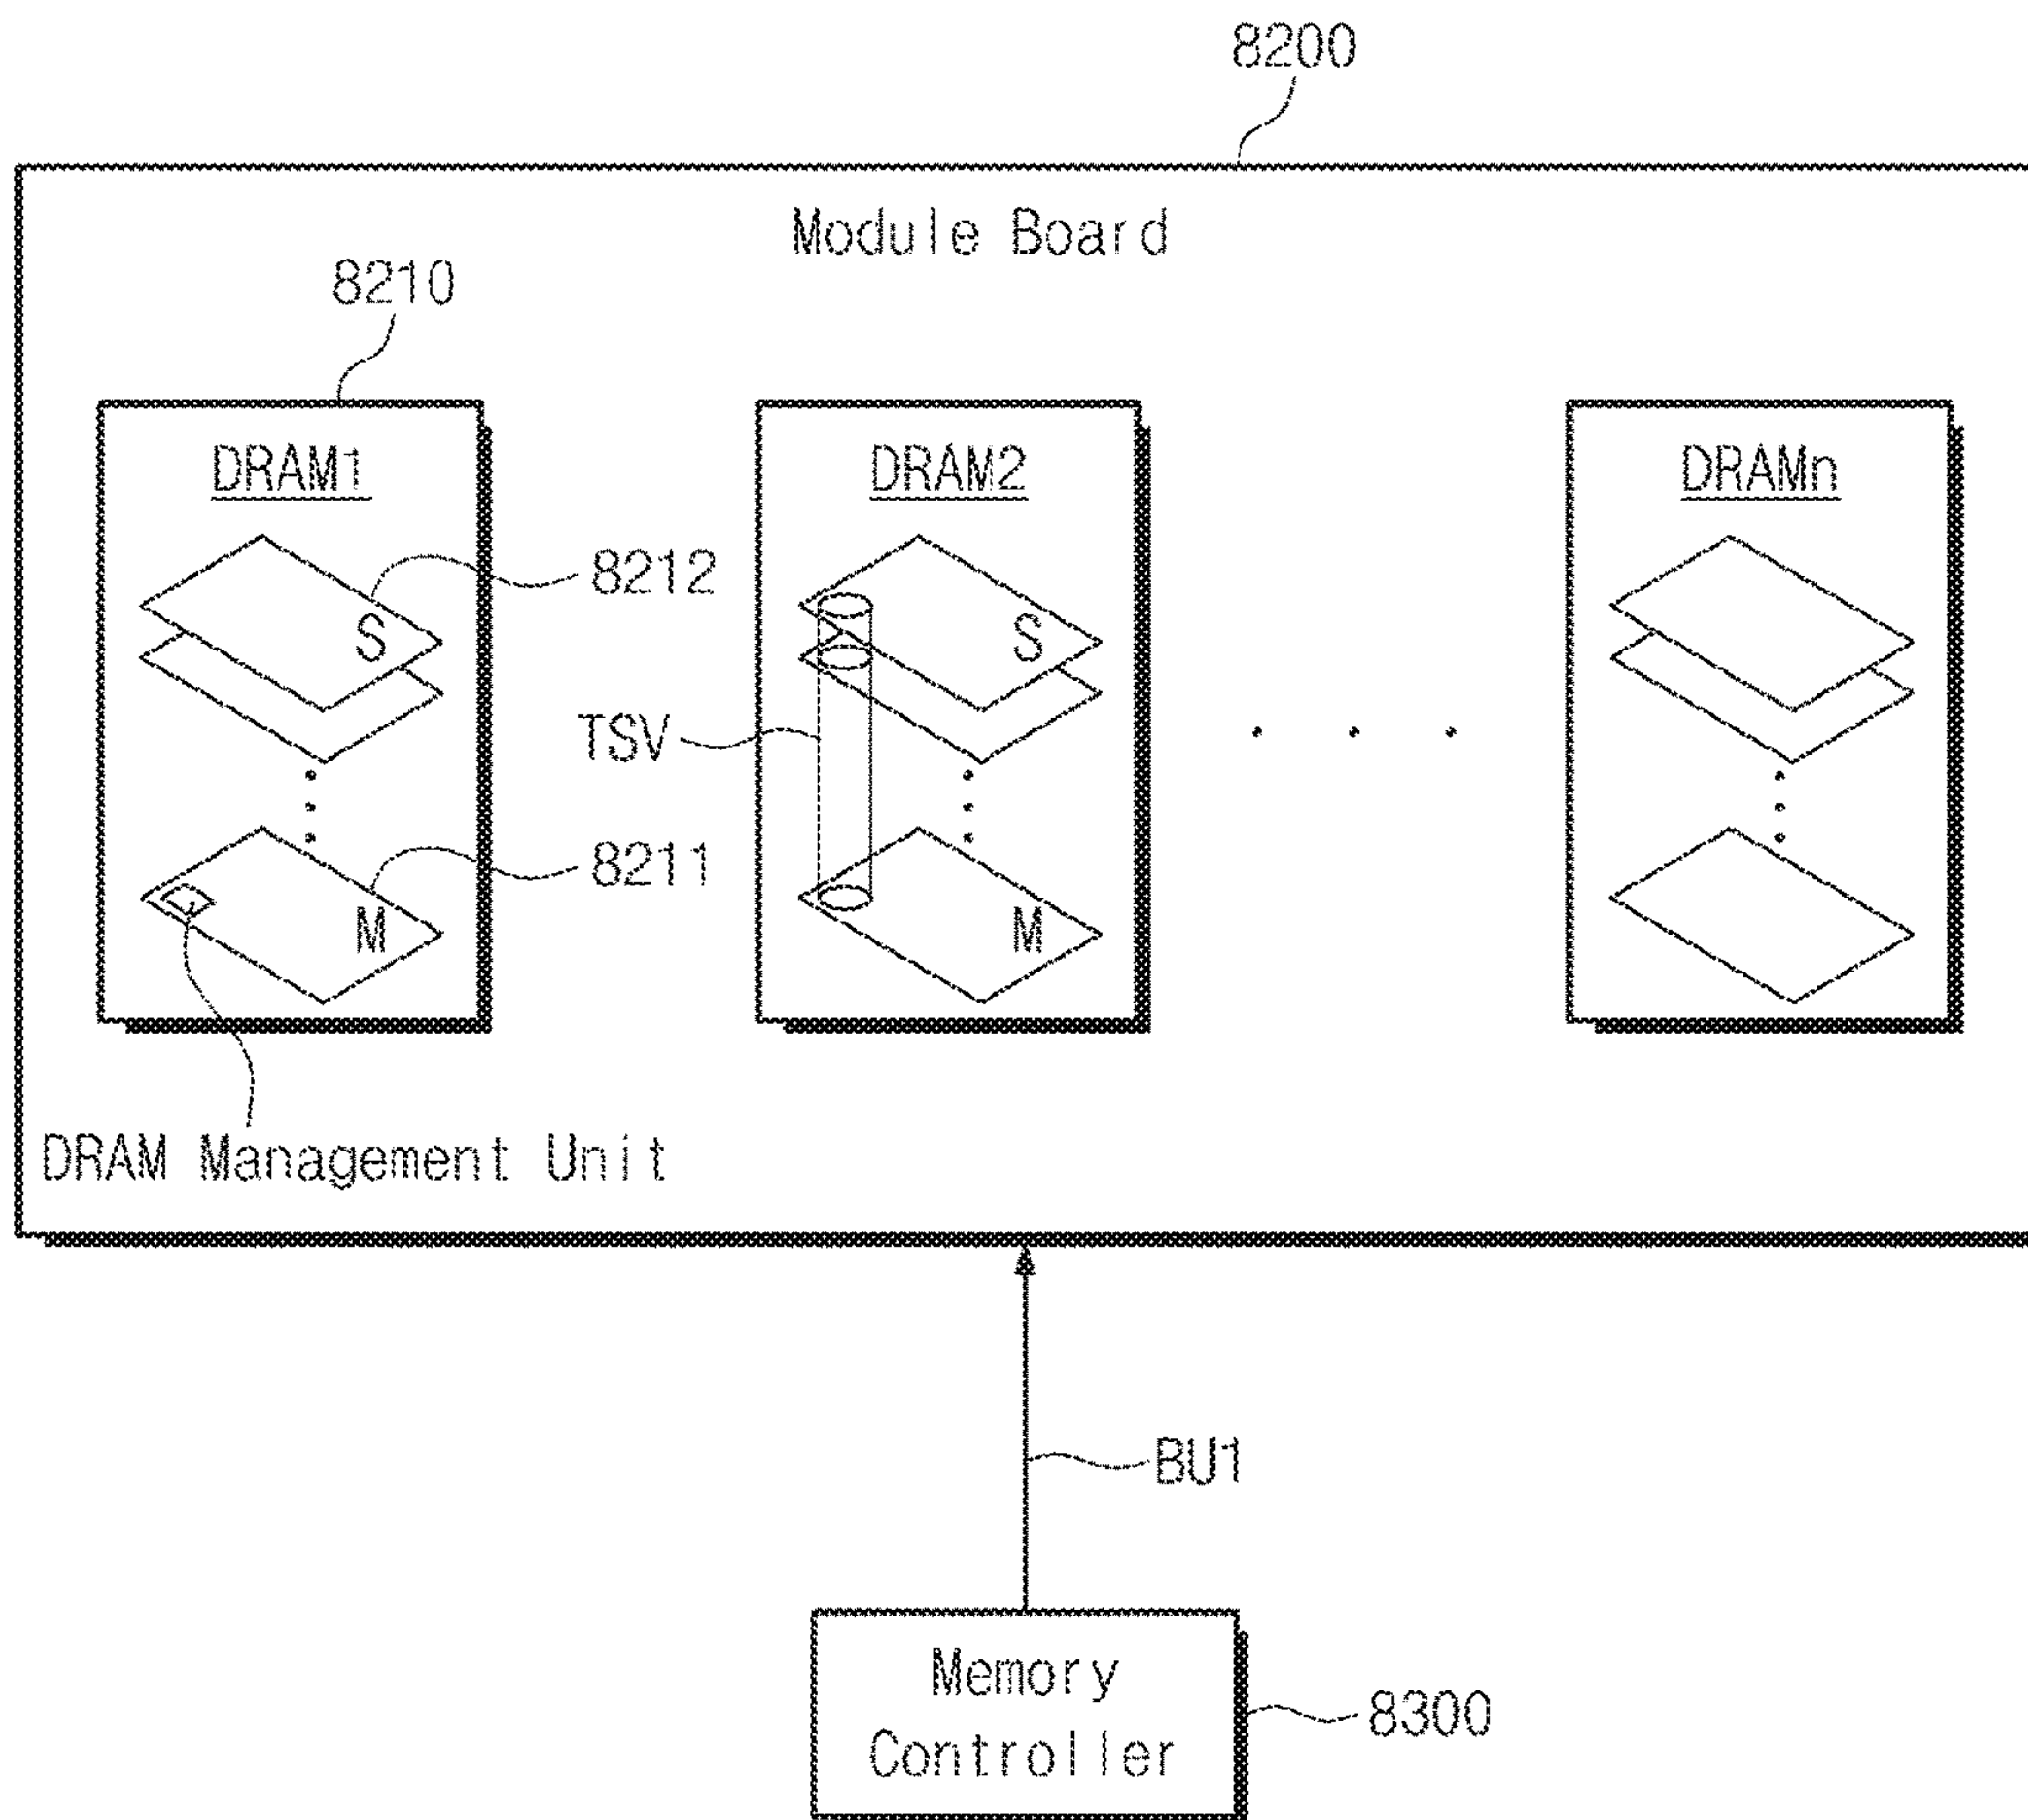 8200
Module Board
8210
DRAM1
DRAM2
DRAMn
8212
S
S
TSV
8211
M
M
DRAM Management Unit
BU1
Memory
Controller
8300